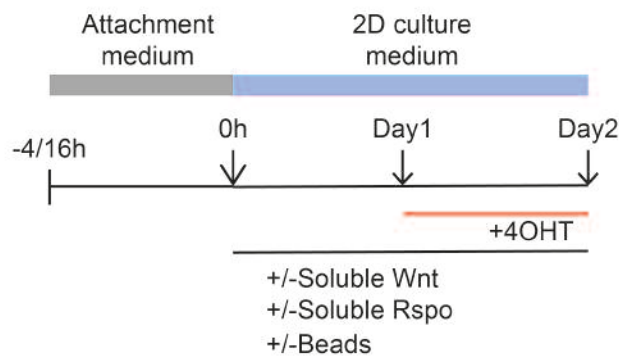 Attachment
medium
2D culture
medium
-4/16h
0h
Day1
Day2
+4OHT
+/-Soluble Wnt
+/-Soluble Rspo
+/-Beads